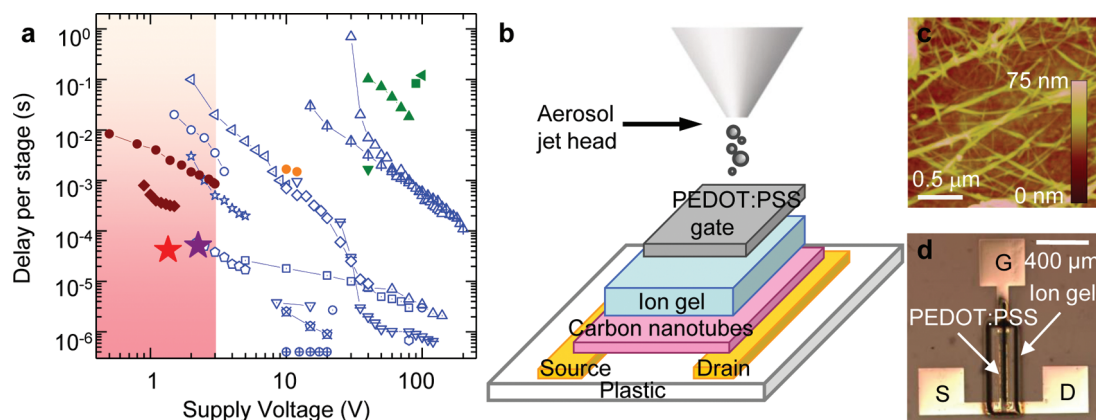 a
Delay per stage (s)
10⁰
10⁻¹
10⁻²
10⁻³
10⁻⁴
10⁻⁵
10⁻⁶
1
10
100
Supply Voltage (V)
b
Aerosol
jet head
PEDOT:PSS
gate
Ion gel
Carbon nanotubes
Source
Drain
Plastic
c
75 nm
0.5 µm
0 nm
d
G
400 µm
Ion gel
PEDOT:PSS
S
D